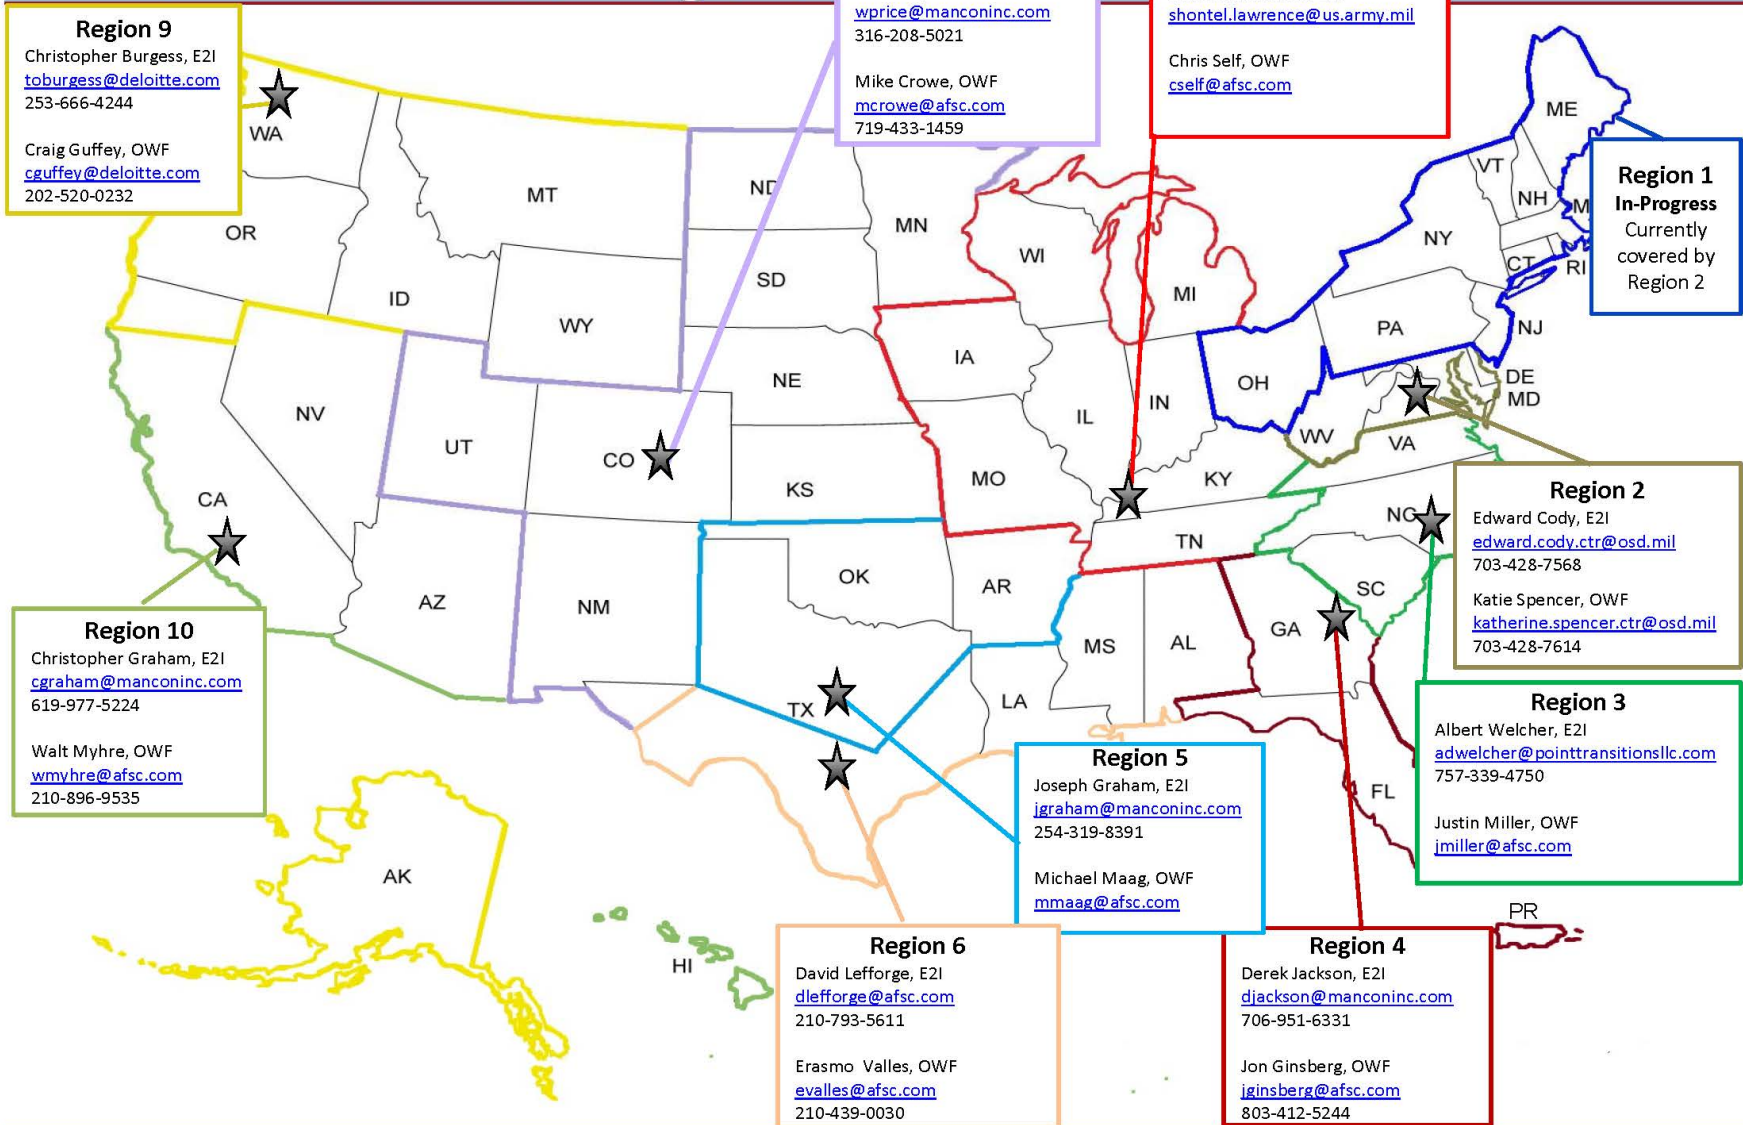 Region 9
Christopher Burgess, E2I
toburgess@deloitte.com
253-666-4244
Craig Guffey, OWF
cguffey@deloitte.com
202-520-0232
wprice@manconinc.com
316-208-5021
Mike Crowe, OWF
mcrowe@afsc.com
719-433-1459
shontel.lawrence@us.army.mil
Chris Self, OWF
cself@afsc.com
Region 1
In-Progress
Currently
covered by
Region 2
WA
OR
MT
ID
WY
ND
SD
NE
MN
WI
MI
IA
NY
VT
NH
ME
M
CT
RI
NJ
PA
OH
IN
IL
DE
MD
WV
VA
NV
UT
CO
KS
MO
KY
CA
AZ
NM
OK
AR
TN
NC
SC
MS
AL
GA
TX
LA
FL
AK
HI
PR
Region 2
Edward Cody, E2I
edward.cody.ctr@osd.mil
703-428-7568
Katie Spencer, OWF
katherine.spencer.ctr@osd.mil
703-428-7614
Region 10
Christopher Graham, E2I
cgraham@manconinc.com
619-977-5224
Walt Myhre, OWF
wmyhre@afsc.com
210-896-9535
Region 3
Albert Welcher, E2I
adwelcher@pointtransitionsllc.com
757-339-4750
Justin Miller, OWF
jmiller@afsc.com
Region 5
Joseph Graham, E2I
jgraham@manconinc.com
254-319-8391
Michael Maag, OWF
mmaag@afsc.com
Region 6
David Lefforge, E2I
dlefforge@afsc.com
210-793-5611
Erasmo Valles, OWF
evalles@afsc.com
210-439-0030
Region 4
Derek Jackson, E2I
djackson@manconinc.com
706-951-6331
Jon Ginsberg, OWF
jginsberg@afsc.com
803-412-5244